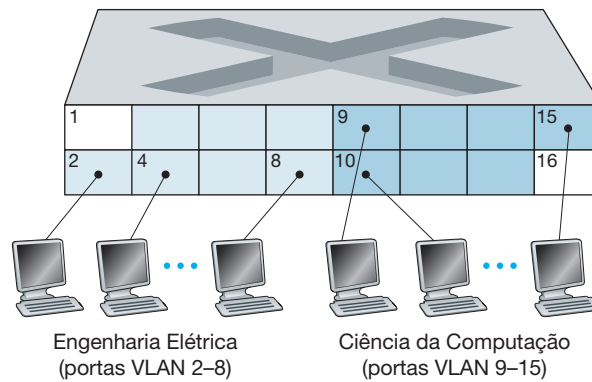 1 9 15
2 4 8 10 16
Engenharia Elétrica
(portas VLAN 2–8)
Ciência da Computação
(portas VLAN 9–15)